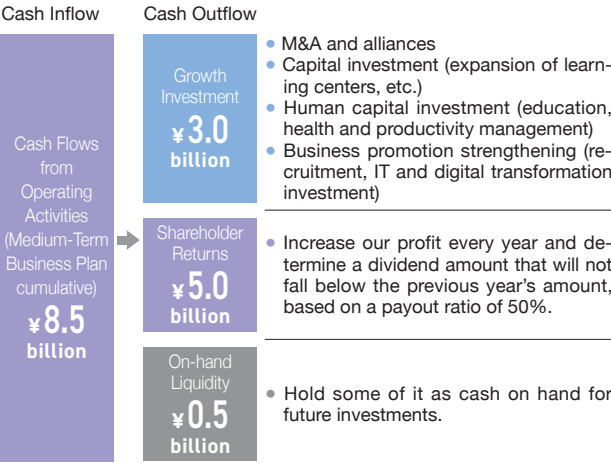 Cash Inflow
Cash Outflow
Cash Flows
from
Operating
Activities
(Medium-Term
Business Plan
cumulative)
¥8.5
billion
Growth
Investment
¥3.0
billion
• M&A and alliances
• Capital investment (expansion of learn-
ing centers, etc.)
• Human capital investment (education,
health and productivity management)
• Business promotion strengthening (re-
cruitment, IT and digital transformation
investment)
Shareholder
Returns
¥5.0
billion
• Increase our profit every year and de-
termine a dividend amount that will not
fall below the previous year’s amount,
based on a payout ratio of 50%.
On-hand
Liquidity
¥0.5
billion
• Hold some of it as cash on hand for
future investments.